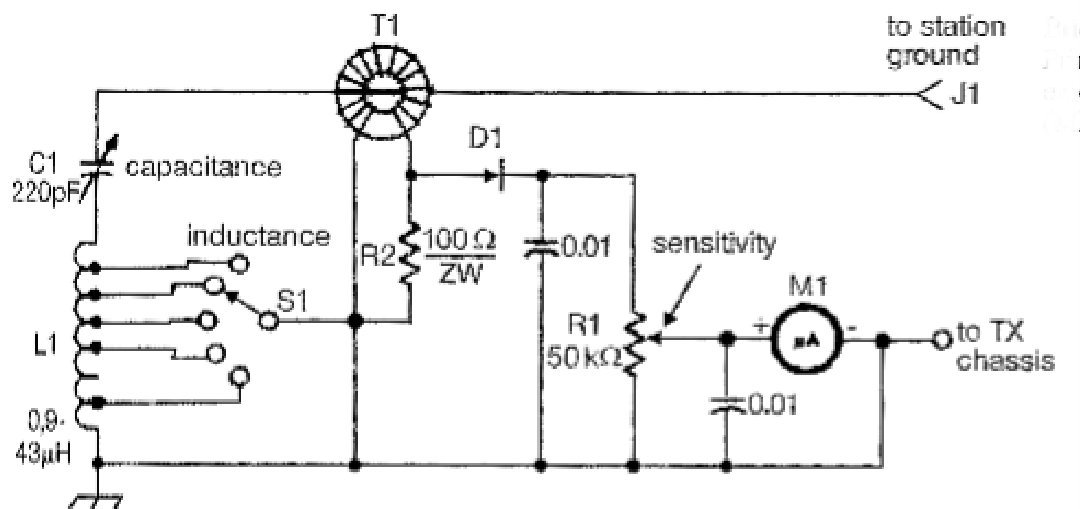 T1
to station
ground
J1
D1
C1
220pF
capacitance
inductance
S1
R2
100 Ω
ZW
0.01
sensitivity
M1
R1
50 kΩ
+
µA
-
to TX
chassis
L1
0.01
0,9-
43µH